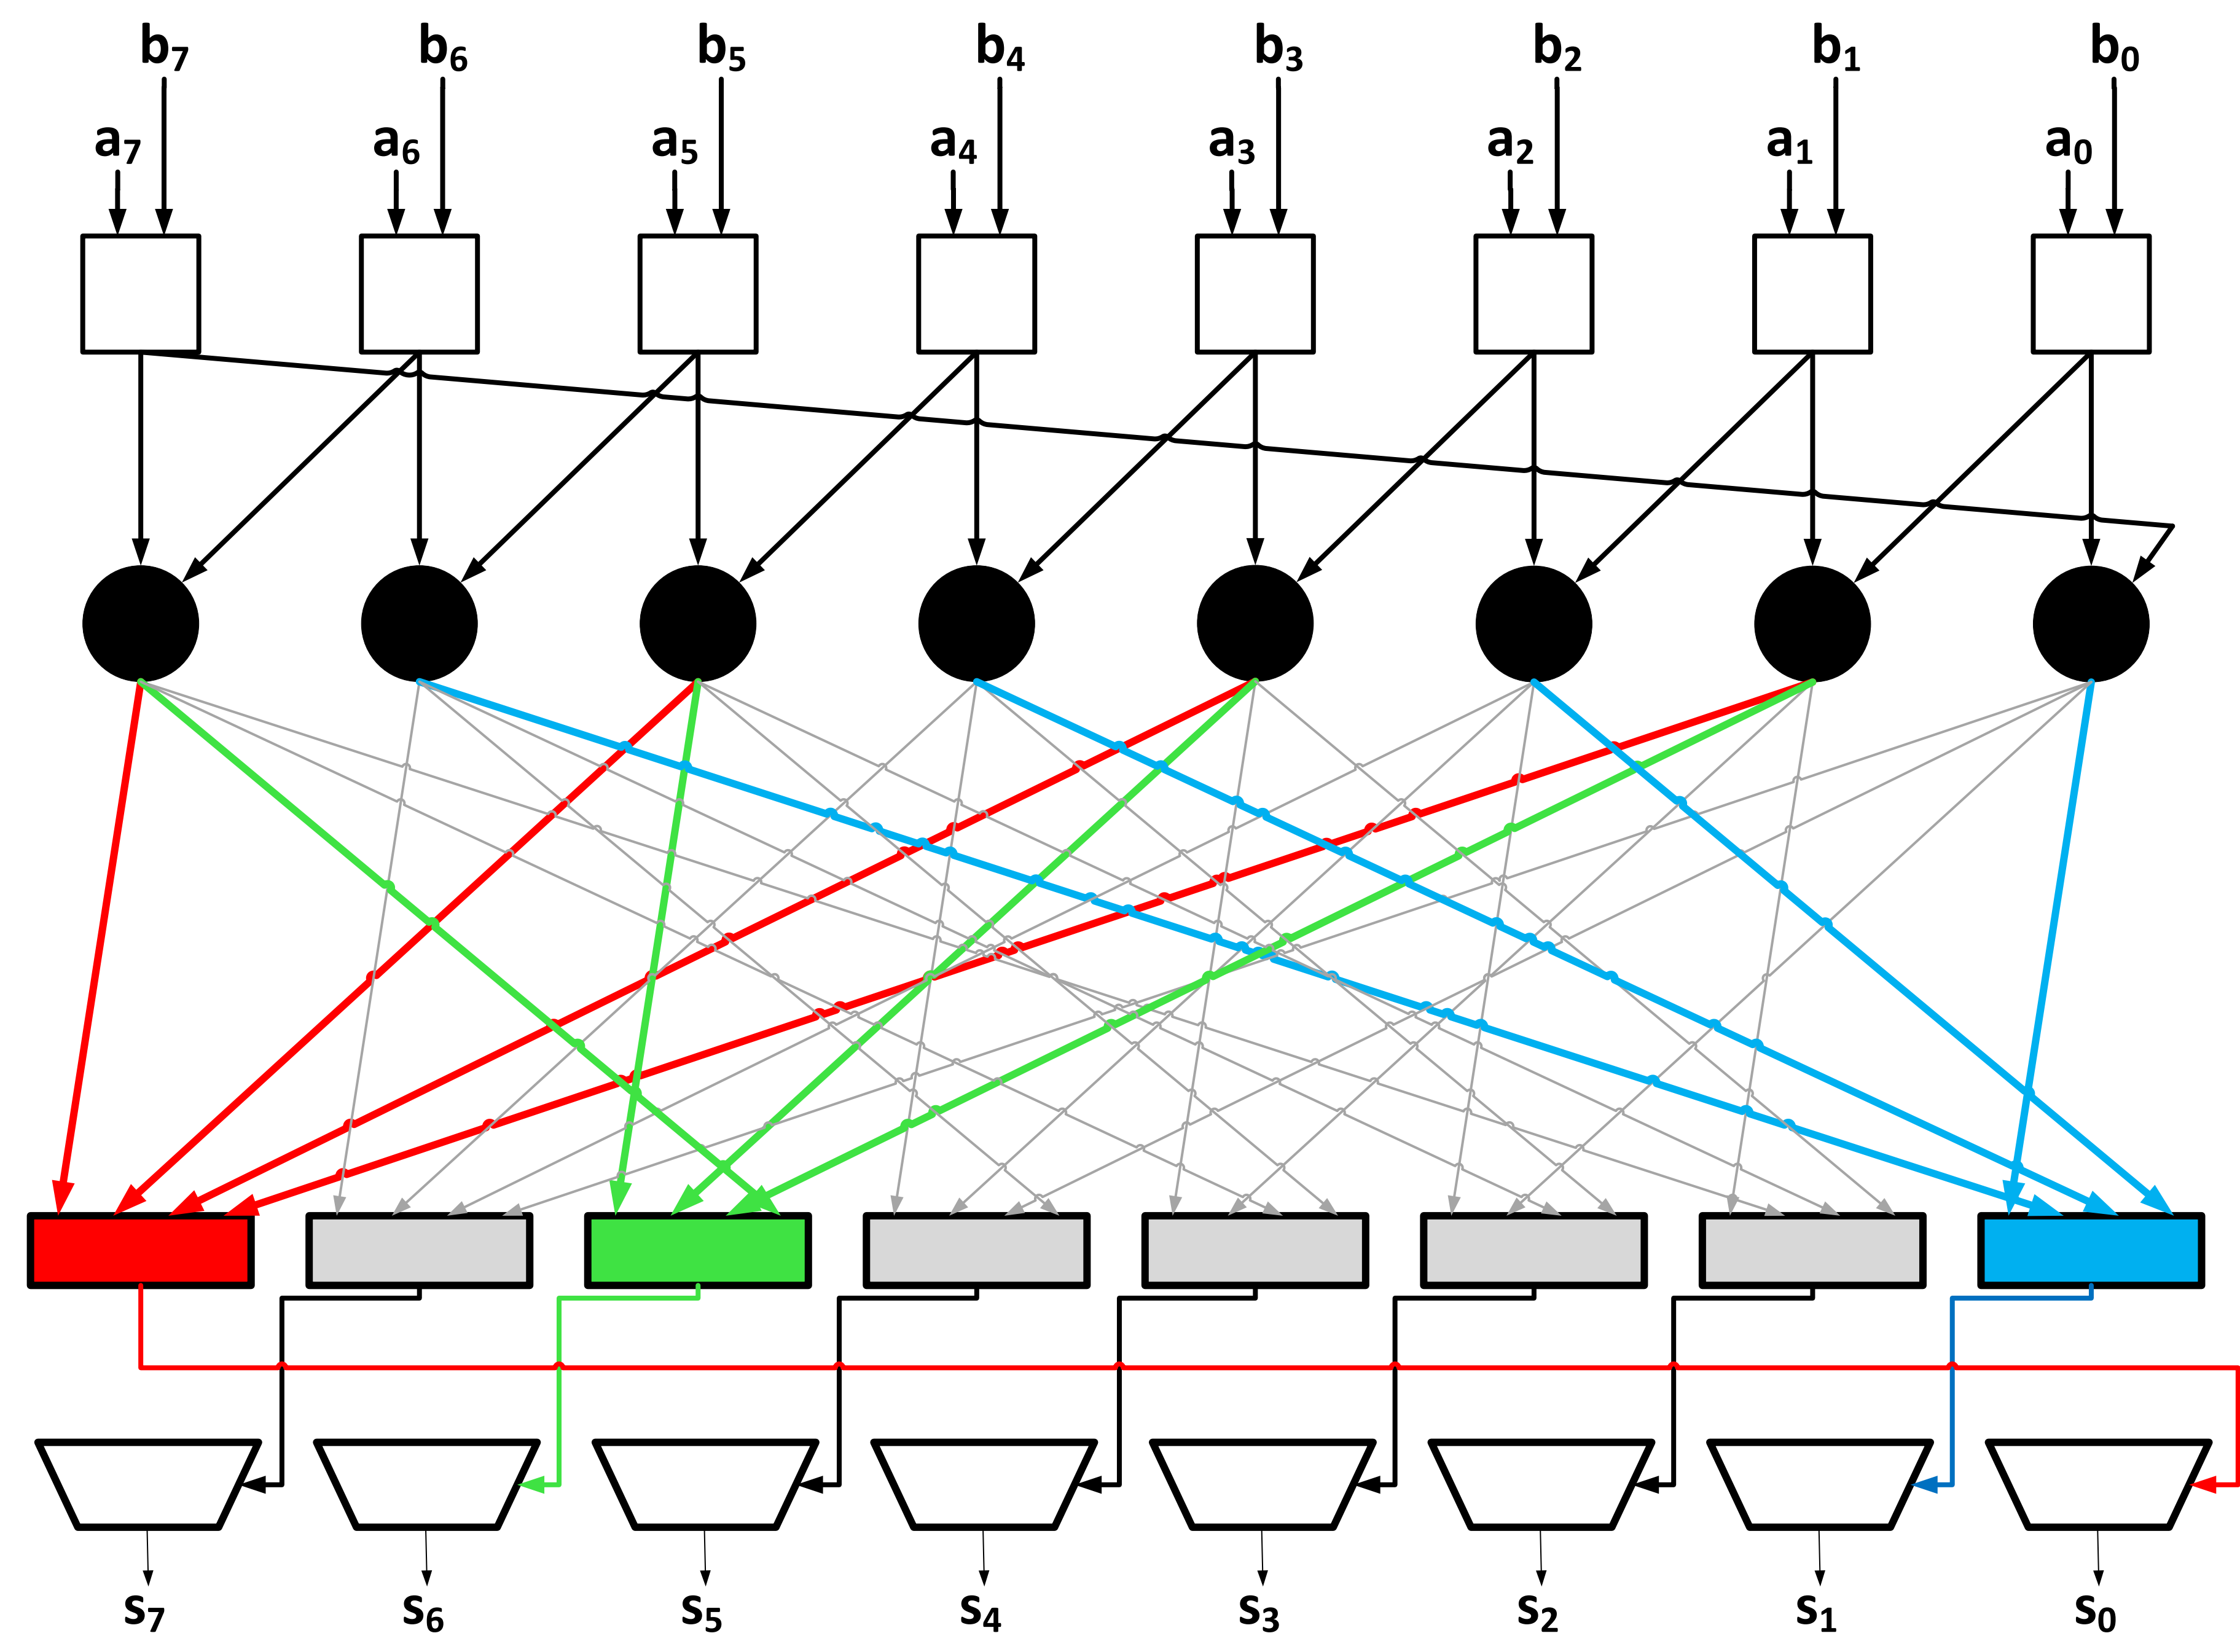 b₇ b₆ b₅ b₄ b₃ b₂ b₁ b₀
a₇ a₆ a₅ a₄ a₃ a₂ a₁ a₀
s₇ s₆ s₅ s₄ s₃ s₂ s₁ s₀